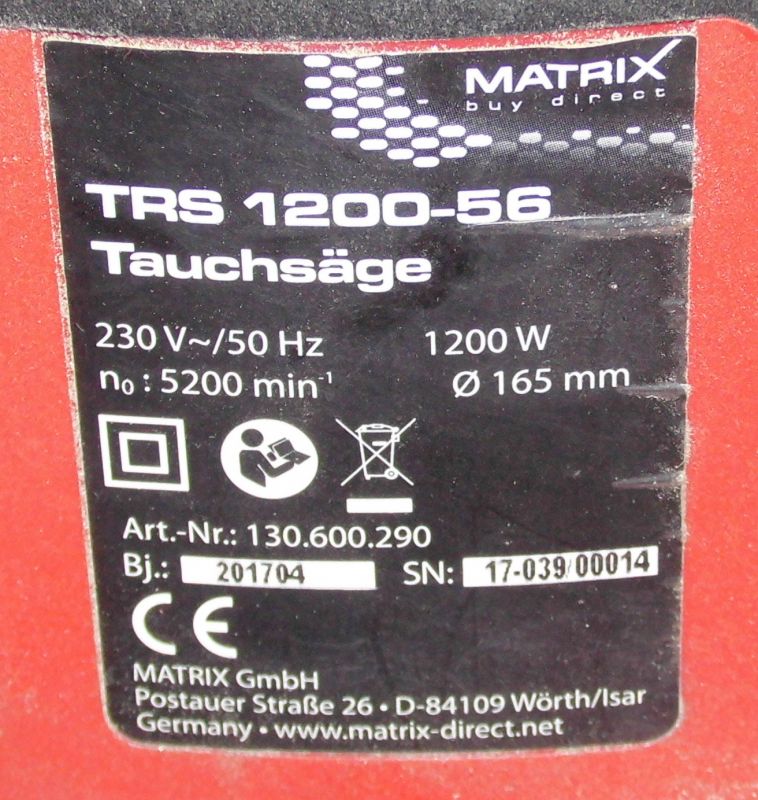 MATRIX
buy direct
TRS 1200-56
Tauchsäge
230 V~/50 Hz 1200 W
n₀ : 5200 min⁻¹ Ø 165 mm
Art.-Nr.: 130.600.290
Bj.: 201704 SN: 17-039/00014
CE
MATRIX GmbH
Postauer Straße 26 • D-84109 Wörth/Isar
Germany • www.matrix-direct.net